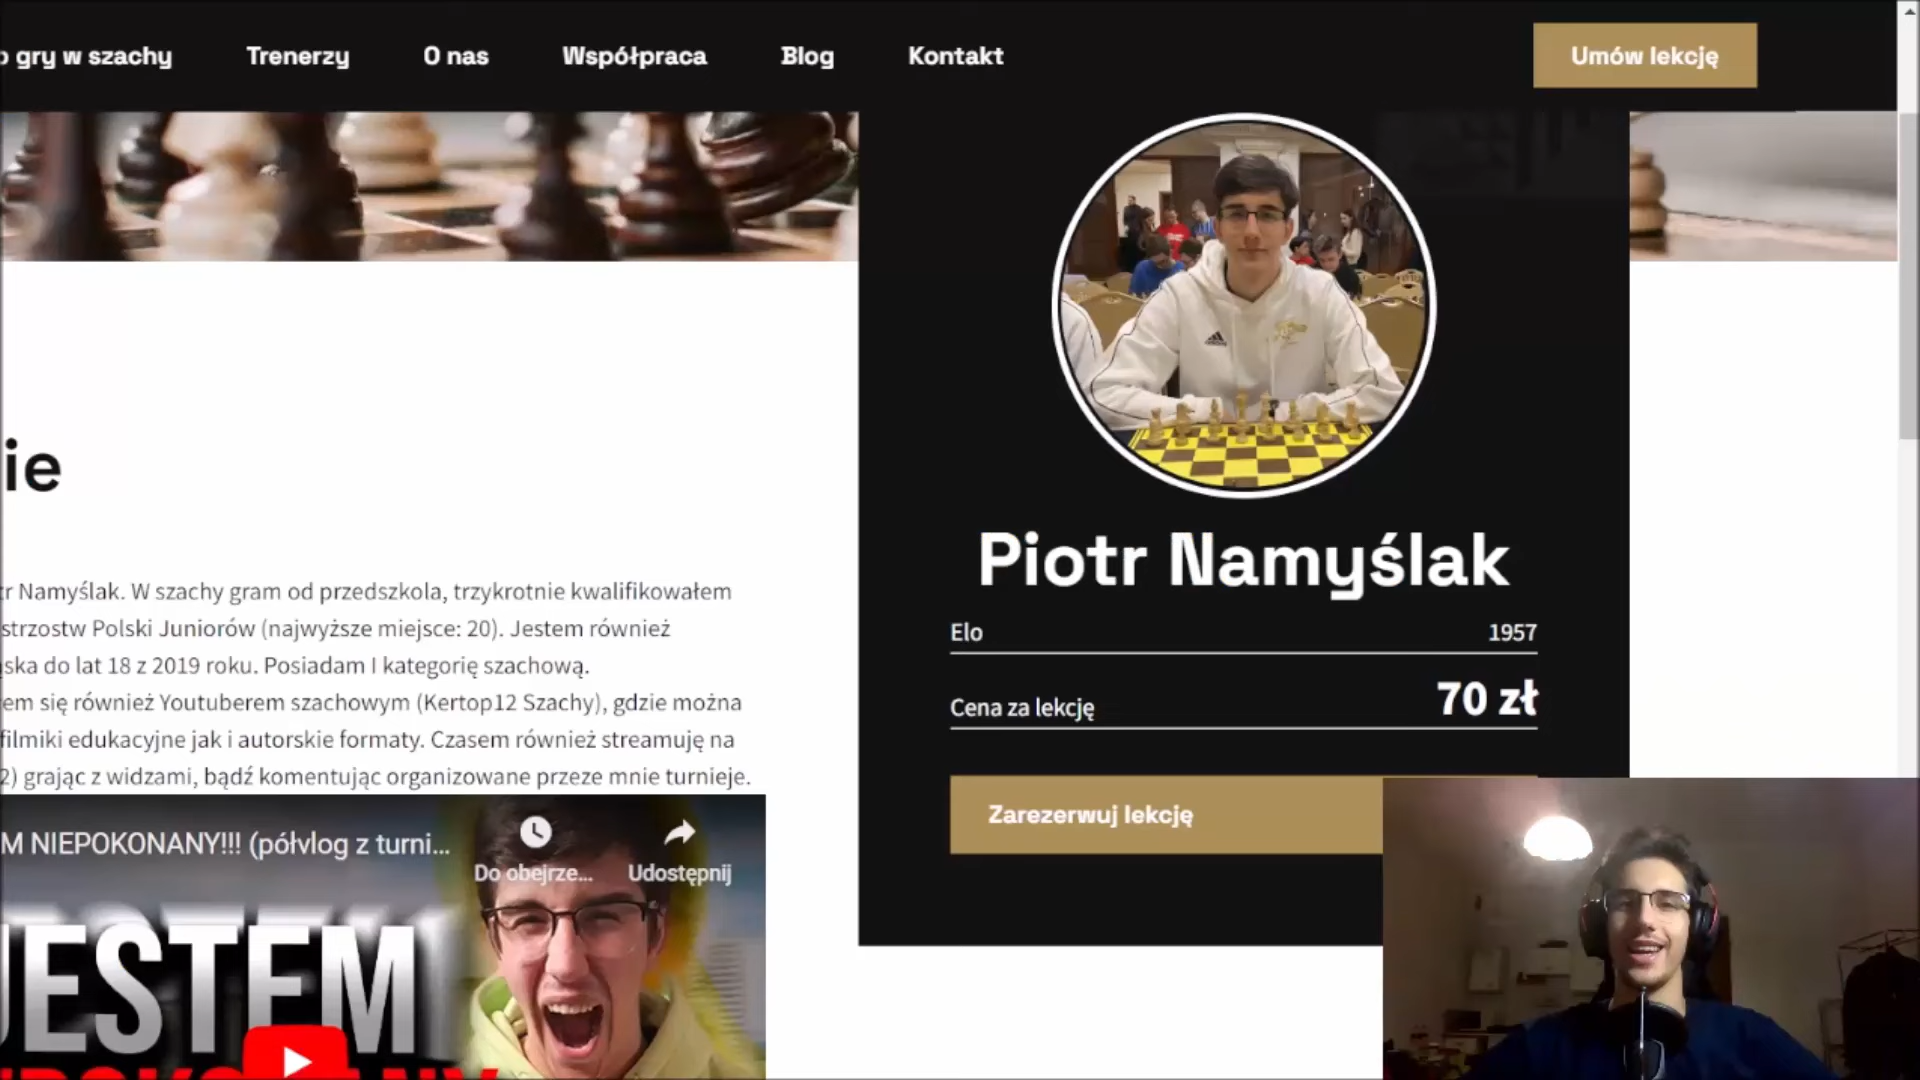 gry w szachy
Trenerzy
O nas
Współpraca
Blog
Kontakt
Umów lekcję
ie
tr Namyślak. W szachy gram od przedszkola, trzykrotnie kwalifikowałem
strzostw Polski Juniorów (najwyższe miejsce: 20). Jestem również
ąska do lat 18 z 2019 roku. Posiadam I kategorię szachową.
em się również Youtuberem szachowym (Kertop12 Szachy), gdzie można
filmiki edukacyjne jak i autorskie formaty. Czasem również streamuję na
2) grając z widzami, bądź komentując organizowane przeze mnie turnieje.
M NIEPOKONANY!!! (półvlog z turni...
Do obejrze...
Udostępnij
JESTEM
Piotr Namyślak
Elo 1957
Cena za lekcję 70 zł
Zarezerwuj lekcję